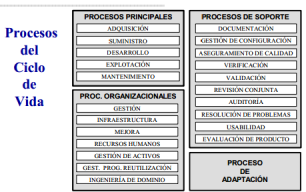 Procesos
del
Ciclo
de
Vida
PROCESOS PRINCIPALES
ADQUISICIÓN
SUMINISTRO
DESARROLLO
EXPLOTACIÓN
MANTENIMIENTO
PROC. ORGANIZACIONALES
GESTIÓN
INFRAESTRUCTURA
MEJORA
RECURSOS HUMANOS
GESTIÓN DE ACTIVOS
GEST. PROG. REUTILIZACIÓN
INGENIERÍA DE DOMINIO
PROCESOS DE SOPORTE
DOCUMENTACIÓN
GESTIÓN DE CONFIGURACIÓN
ASEGURAMIENTO DE CALIDAD
VERIFICACIÓN
VALIDACIÓN
REVISIÓN CONJUNTA
AUDITORÍA
RESOLUCIÓN DE PROBLEMAS
USABILIDAD
EVALUACIÓN DE PRODUCTO
PROCESO
DE
ADAPTACIÓN